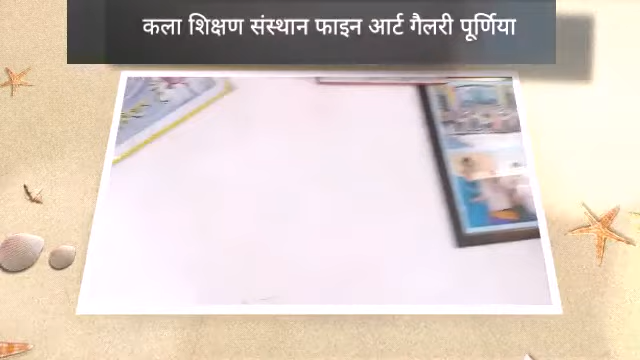 कला शिक्षण संस्थान फाइन आर्ट गैलरी पूर्णिया